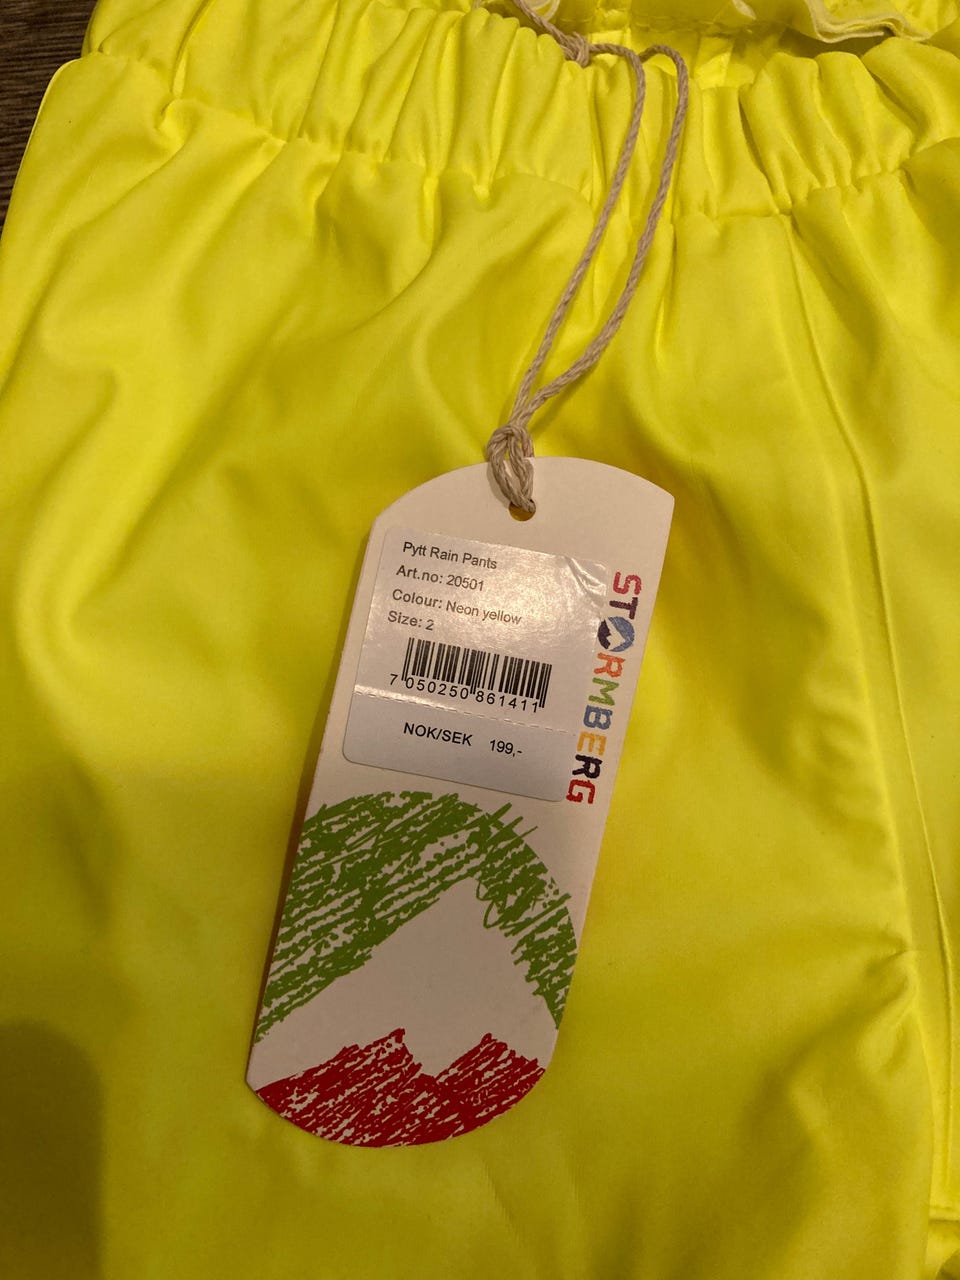 Pytt Rain Pants
Art.no: 20501
Colour: Neon yellow
Size: 2
7 050250 861411
NOK/SEK 199,-
STORMBERG